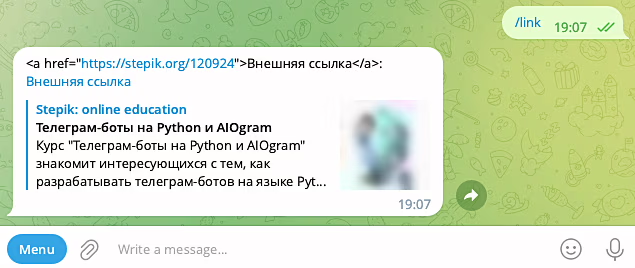 /link
19:07
<a href="https://stepik.org/120924">Внешняя ссылка</a>:
Внешняя ссылка
Stepik: online education
Телеграм-боты на Python и AIOgram
Курс "Телеграм-боты на Python и AIOgram"
знакомит интересующихся с тем, как
разрабатывать телеграм-ботов на языке Pyt...
19:07
Menu
Write a message...